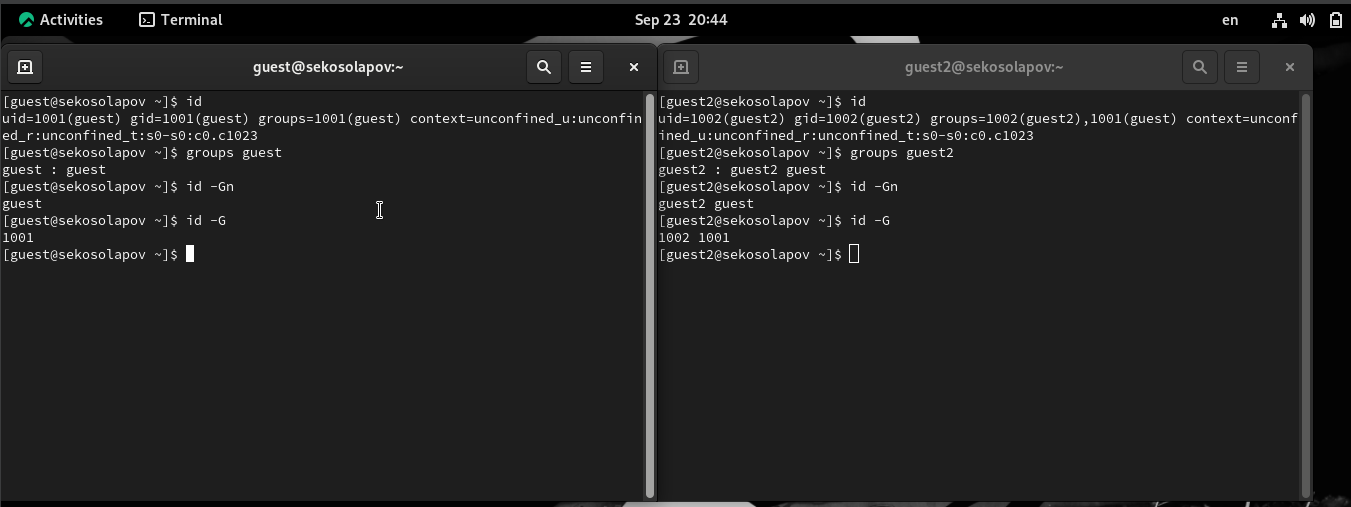 Activities
Terminal
Sep 23 20:44
en
guest@sekosolapov:~
[guest@sekosolapov ~]$ id
uid=1001(guest) gid=1001(guest) groups=1001(guest) context=unconfined_u:unconfin
ed_r:unconfined_t:s0-s0:c0.c1023
[guest@sekosolapov ~]$ groups guest
guest : guest
[guest@sekosolapov ~]$ id -Gn
guest
[guest@sekosolapov ~]$ id -G
1001
[guest@sekosolapov ~]$
guest2@sekosolapov:~
[guest2@sekosolapov ~]$ id
uid=1002(guest2) gid=1002(guest2) groups=1002(guest2),1001(guest) context=unconf
ined_u:unconfined_r:unconfined_t:s0-s0:c0.c1023
[guest2@sekosolapov ~]$ groups guest2
guest2 : guest2 guest
[guest2@sekosolapov ~]$ id -Gn
guest2 guest
[guest2@sekosolapov ~]$ id -G
1002 1001
[guest2@sekosolapov ~]$